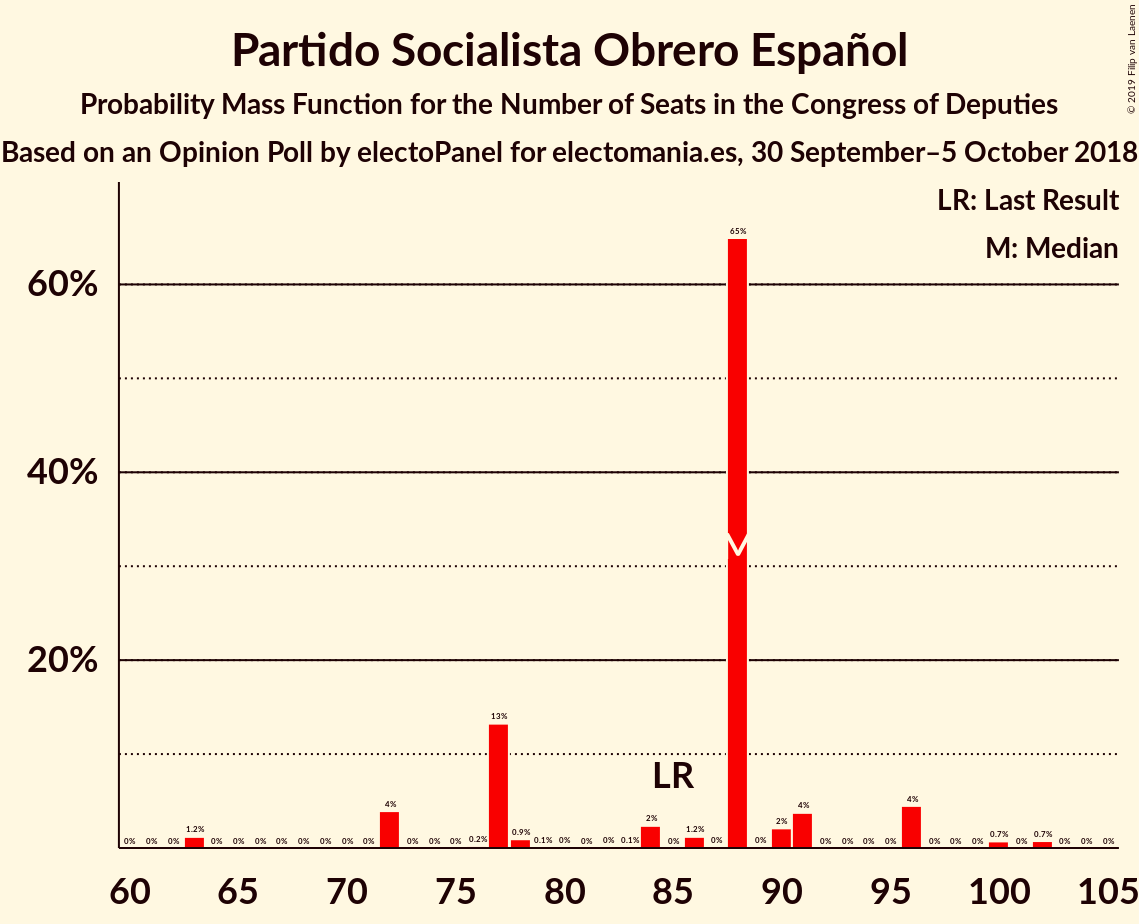 Partido Socialista Obrero Español
Probability Mass Function for the Number of Seats in the Congress of Deputies
Based on an Opinion Poll by electoPanel for electomania.es, 30 September–5 October 2018
© 2019 Filip van Laenen
LR: Last Result
M: Median
60%
40%
20%
65%
13%
LR
0% 0% 0% 1.2% 0% 0% 0% 0% 0% 0% 0% 0% 4% 0% 0% 0% 0.2% 0.9% 0.1% 0% 0% 0% 0.1% 2% 0% 1.2% 0% 0% 2% 4% 0% 0% 0% 0% 4% 0% 0% 0% 0.7% 0% 0.7% 0% 0% 0%
60 65 70 75 80 85 90 95 100 105